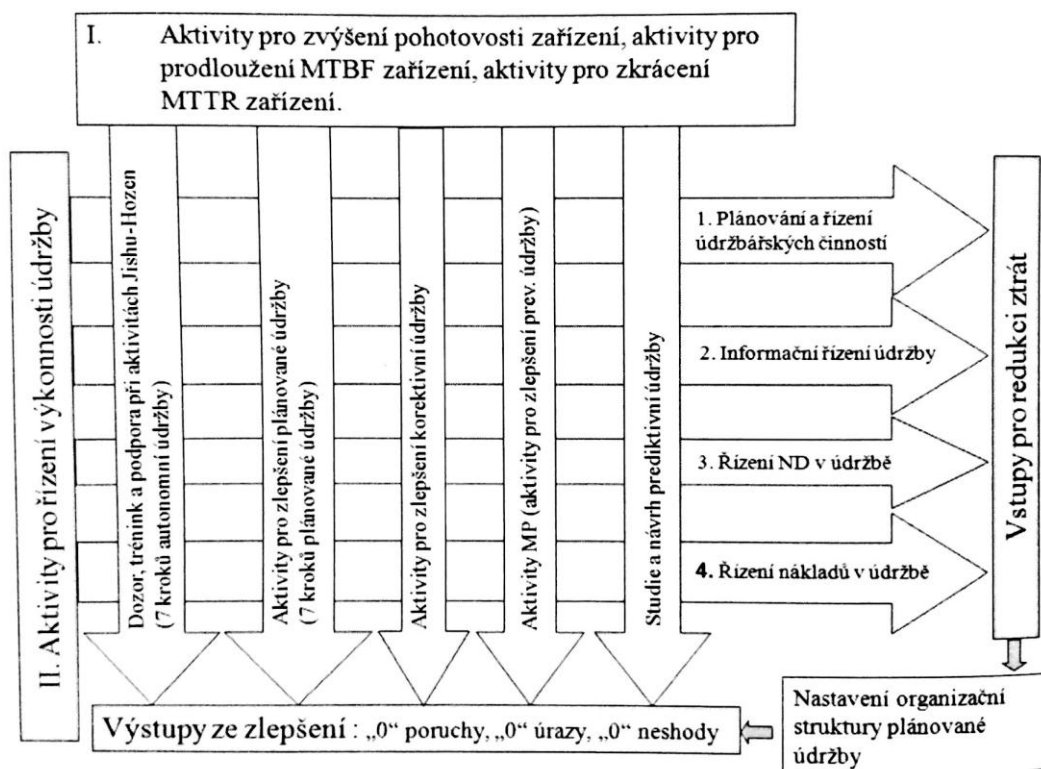 I. Aktivity pro zvýšení pohotovosti zařízení, aktivity pro
prodloužení MTBF zařízení, aktivity pro zkrácení
MTTR zařízení.
II. Aktivity pro řízení výkonnosti údržby
Dozor, trénink a podpora při aktivitách Jishu-Hozen
(7 kroků autonomní údržby)
Aktivity pro zlepšení plánované údržby
(7 kroků plánované údržby)
Aktivity pro zlepšení korektivní údržby
Aktivity MP (aktivity pro zlepšení prev. údržby)
Studie a návrh prediktivní údržby
1. Plánování a řízení
údržbářských činností
2. Informační řízení údržby
3. Řízení ND v údržbě
4. Řízení nákladů v údržbě
Vstupy pro redukci ztrát
Výstupy ze zlepšení : „0“ poruchy, „0“ úrazy, „0“ neshody
Nastavení organizační
struktury plánované
údržby